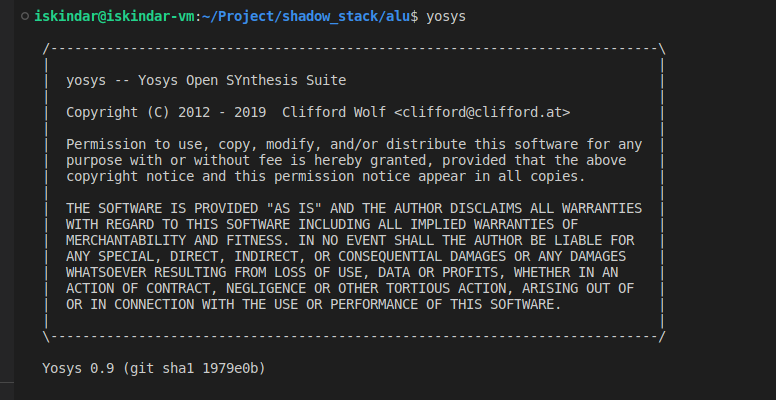 iskindar@iskindar-vm:~/Project/shadow_stack/alu$ yosys
/----------------------------------------------------------------------------\
|                                                                            |
|  yosys -- Yosys Open SYnthesis Suite                                       |
|                                                                            |
|  Copyright (C) 2012 - 2019  Clifford Wolf <clifford@clifford.at>           |
|                                                                            |
|  Permission to use, copy, modify, and/or distribute this software for any  |
|  purpose with or without fee is hereby granted, provided that the above    |
|  copyright notice and this permission notice appear in all copies.         |
|                                                                            |
|  THE SOFTWARE IS PROVIDED "AS IS" AND THE AUTHOR DISCLAIMS ALL WARRANTIES  |
|  WITH REGARD TO THIS SOFTWARE INCLUDING ALL IMPLIED WARRANTIES OF          |
|  MERCHANTABILITY AND FITNESS. IN NO EVENT SHALL THE AUTHOR BE LIABLE FOR   |
|  ANY SPECIAL, DIRECT, INDIRECT, OR CONSEQUENTIAL DAMAGES OR ANY DAMAGES    |
|  WHATSOEVER RESULTING FROM LOSS OF USE, DATA OR PROFITS, WHETHER IN AN     |
|  ACTION OF CONTRACT, NEGLIGENCE OR OTHER TORTIOUS ACTION, ARISING OUT OF   |
|  OR IN CONNECTION WITH THE USE OR PERFORMANCE OF THIS SOFTWARE.            |
|                                                                            |
\----------------------------------------------------------------------------/
Yosys 0.9 (git sha1 1979e0b)